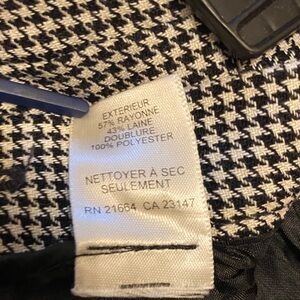 EXTERIEUR
57% RAYONNE
43% LAINE
DOUBLURE
100% POLYESTER
NETTOYER À SEC
SEULEMENT
RN 21664 CA 23147